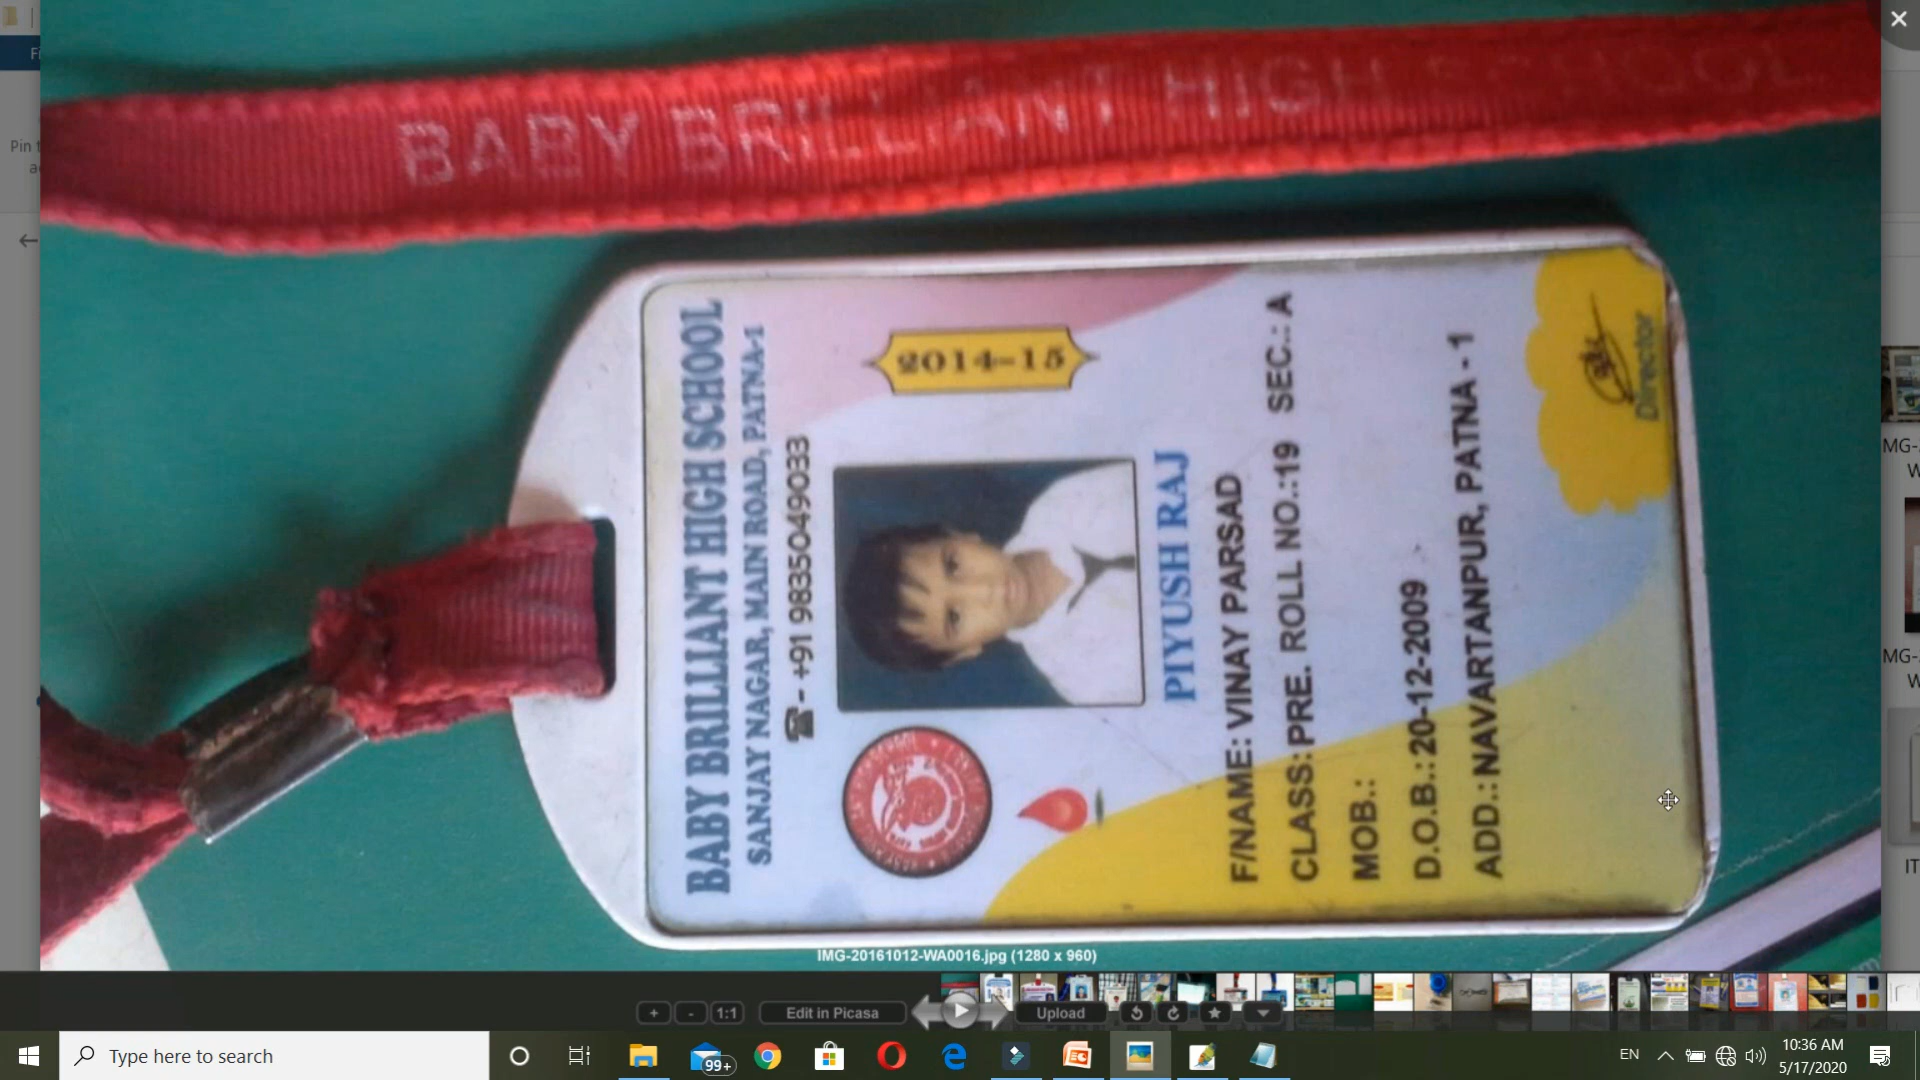 BABY BRILLIANT HIGH SCHOOL
BABY BRILLIANT HIGH SCHOOL
SANJAY NAGAR, MAIN ROAD, PATNA-1
- +91 9835049033
2014-15
PIYUSH RAJ
F/NAME: VINAY PARSAD
CLASS: PRE. ROLL NO.:19 SEC.: A
MOB.:
D.O.B.: 20-12-2009
ADD.: NAVARTANPUR, PATNA - 1
Director
IMG-20161012-WA0016.jpg (1280 x 960)
+ - 1:1 Edit in Picasa Upload
Type here to search
99+
EN
10:36 AM
5/17/2020